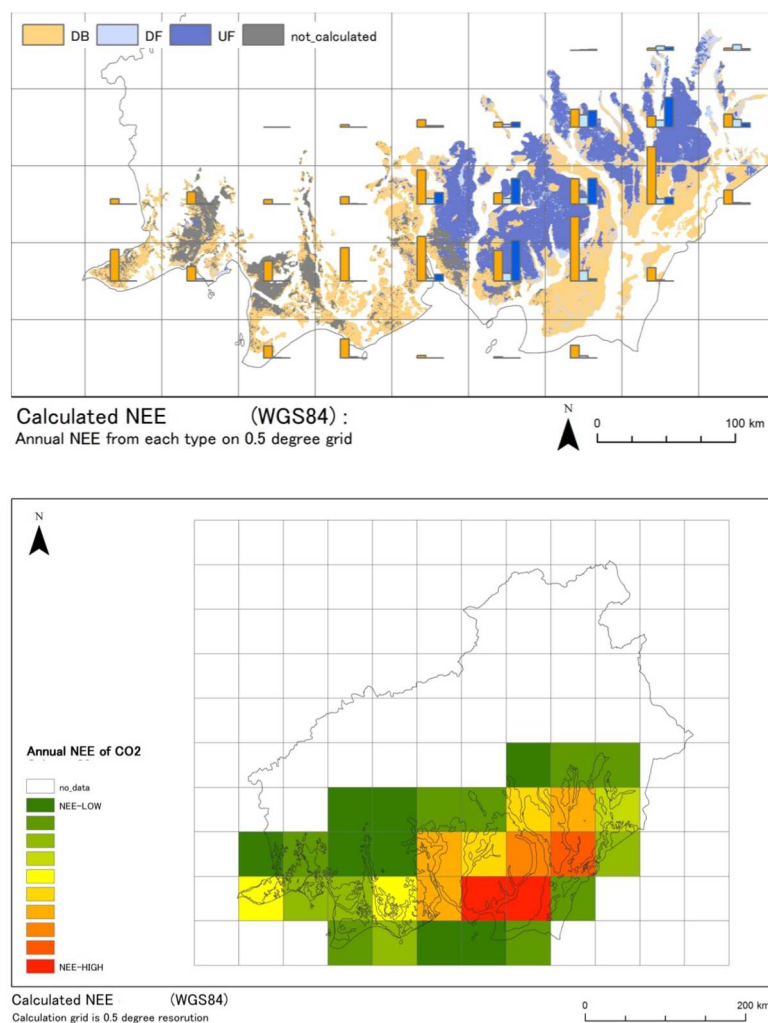 DB DF UF not_calculated
Calculated NEE (WGS84) :
Annual NEE from each type on 0.5 degree grid
N
0 100 km
N
Annual NEE of CO2
no_data
NEE-LOW
NEE-HIGH
Calculated NEE (WGS84)
Calculation grid is 0.5 degree resorution
0 200 km